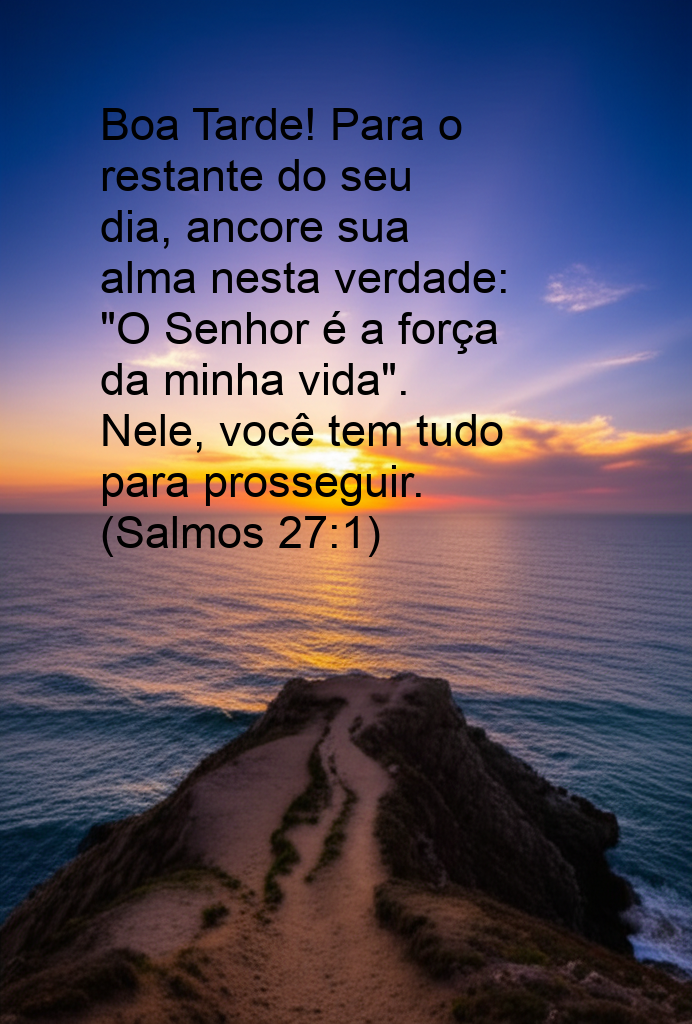 Boa Tarde! Para o
restante do seu
dia, ancore sua
alma nesta verdade:
"O Senhor é a força
da minha vida".
Nele, você tem tudo
para prosseguir.
(Salmos 27:1)